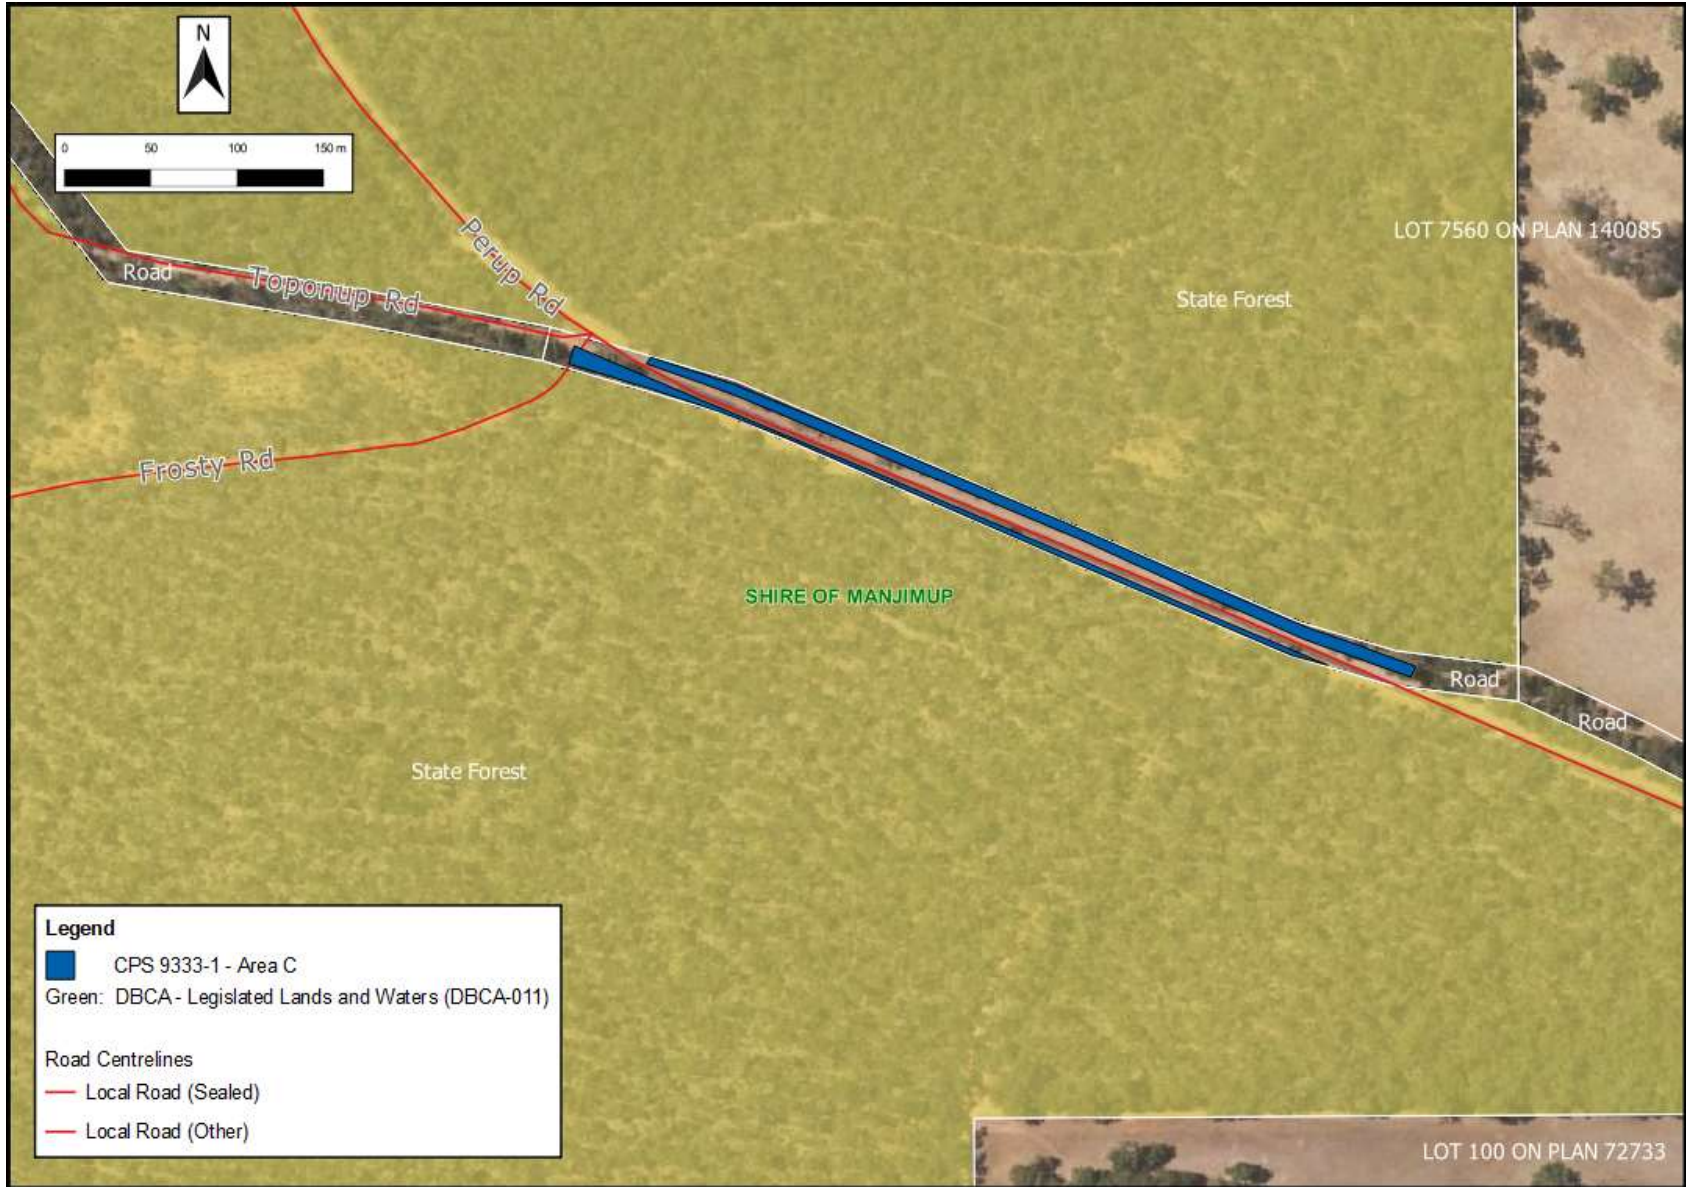 N
0 50 100 150 m
Perup Rd
LOT 7560 ON PLAN 140085
Road
Toponup Rd
State Forest
Frosty Rd
SHIRE OF MANJIMUP
Road
Road
State Forest
Legend
CPS 9333-1 - Area C
Green: DBCA - Legislated Lands and Waters (DBCA-011)
Road Centrelines
Local Road (Sealed)
Local Road (Other)
LOT 100 ON PLAN 72733